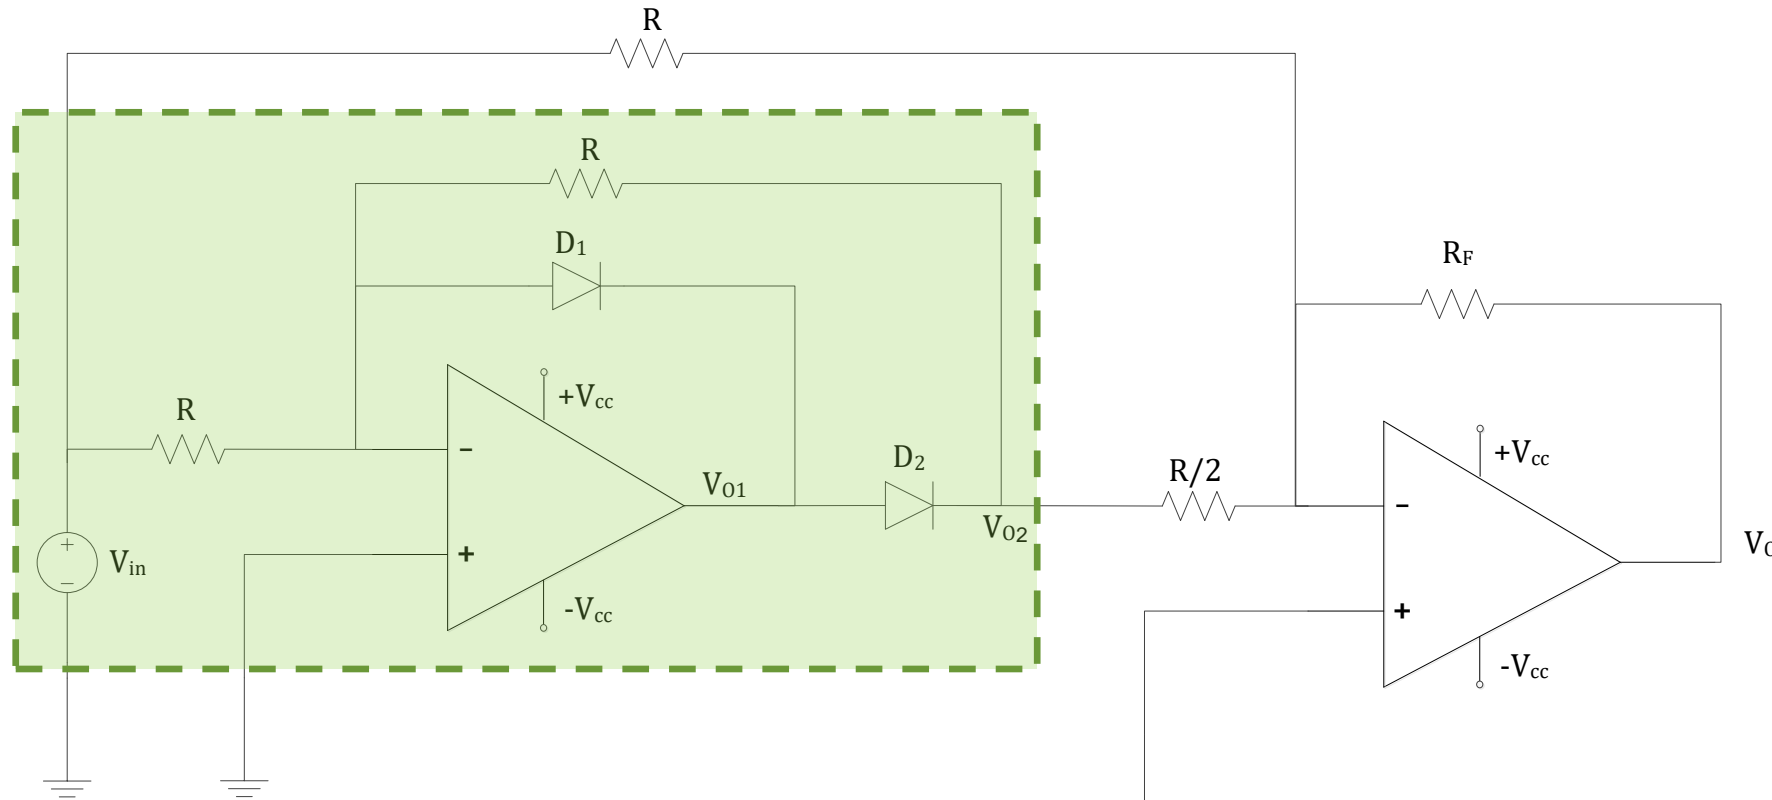 R
R
D₁
R
+Vcc
−
VO1
D₂
VO2
+
-Vcc
+
−
Vin
R/2
RF
+Vcc
−
+
-Vcc